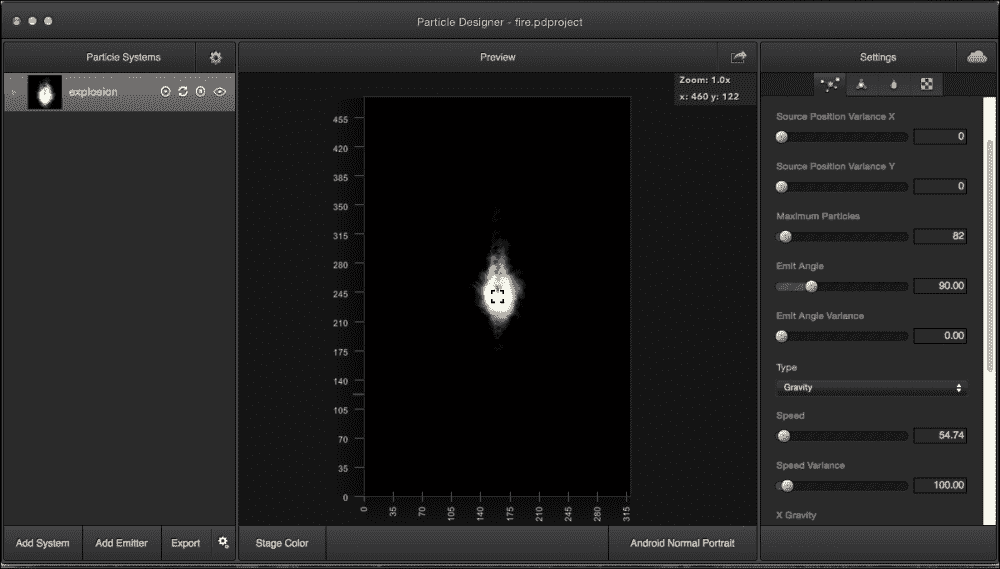 Particle Designer - fire.pdproject
Particle Systems
Preview
Settings
explosion
Zoom: 1.0x
x: 460 y: 122
455
420
385
350
315
280
245
210
175
140
105
70
35
0
0 35 70 105 140 175 210 245 280 315
Source Position Variance X
0
Source Position Variance Y
0
Maximum Particles
82
Emit Angle
90.00
Emit Angle Variance
0.00
Type
Gravity
Speed
54.74
Speed Variance
100.00
X Gravity
Add System
Add Emitter
Export
Stage Color
Android Normal Portrait